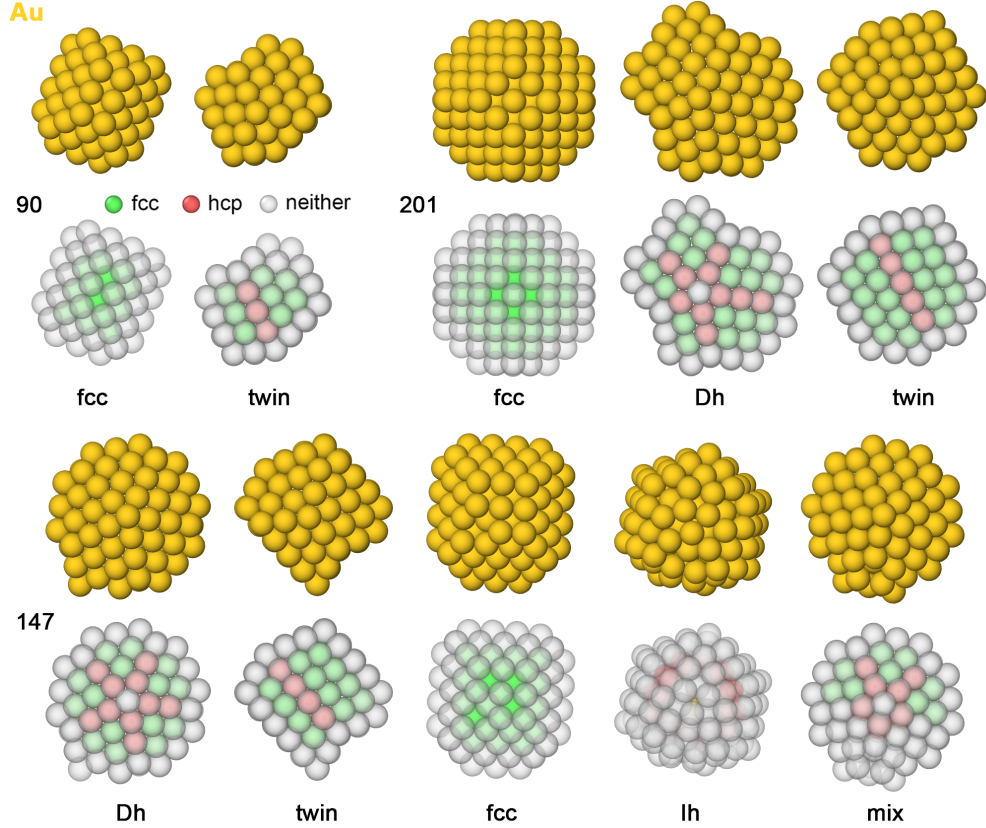 Au
90
fcc
hcp
neither
201
fcc
twin
fcc
Dh
twin
147
Dh
twin
fcc
Ih
mix